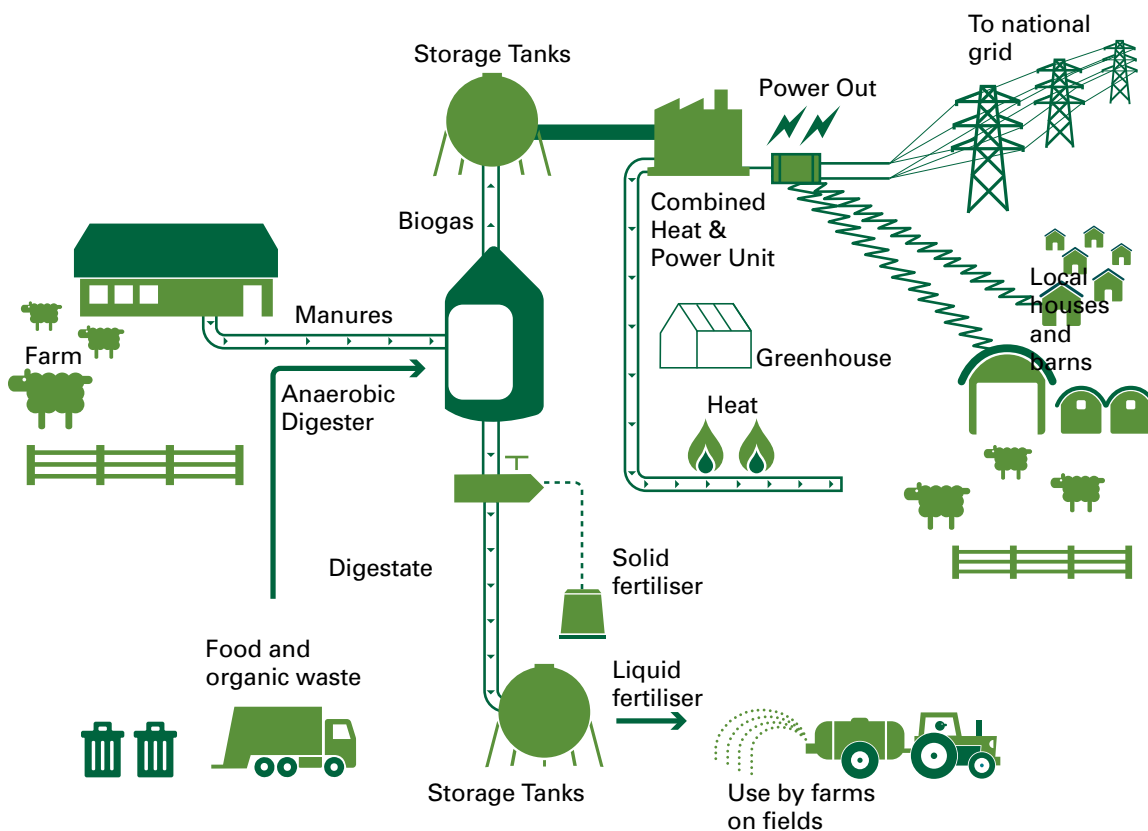 To national
grid
Storage Tanks
Power Out
Biogas
Combined
Heat &
Power Unit
Local
houses
and
barns
Manures
Farm
Greenhouse
Anaerobic
Digester
Heat
Digestate
Solid
fertiliser
Food and
organic waste
Liquid
fertiliser
Storage Tanks
Use by farms
on fields